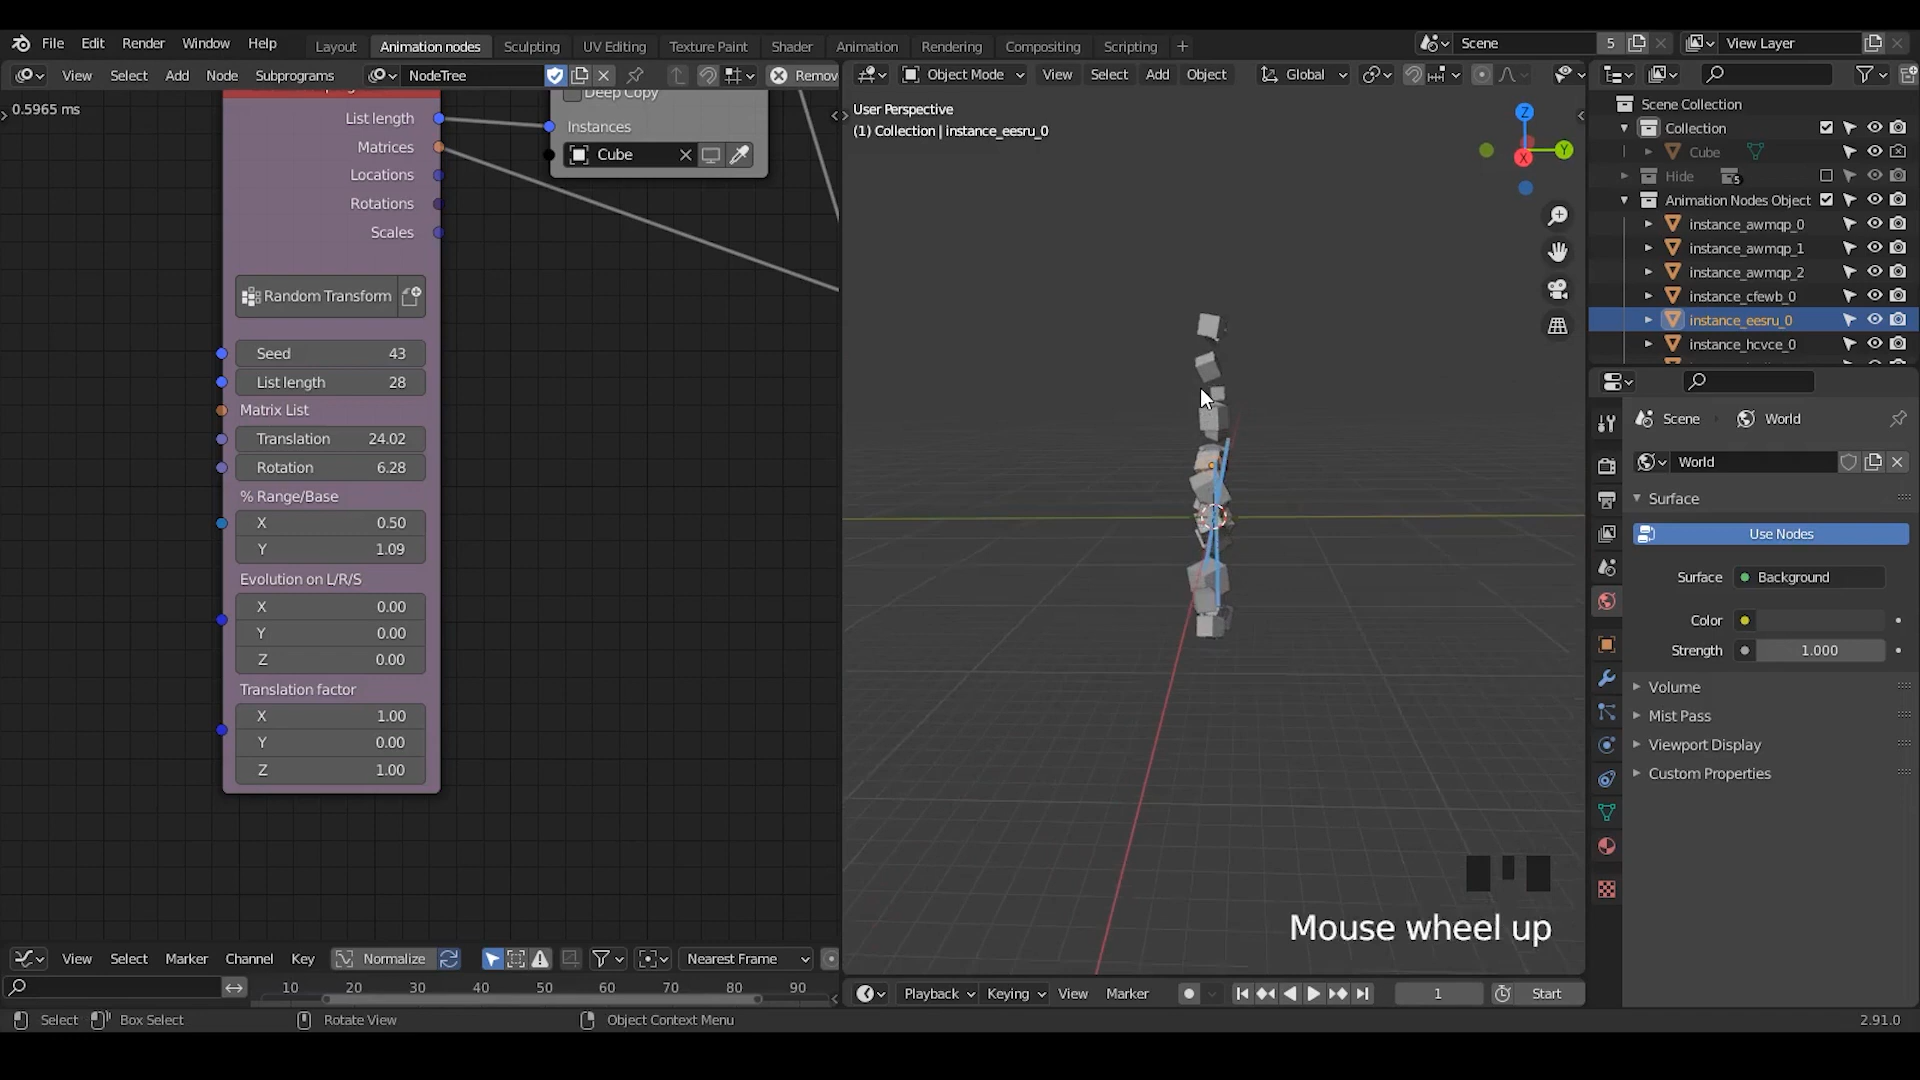 File Edit Render Window Help Layout Animation nodes Sculpting UV Editing Texture Paint Shader Animation Rendering Compositing Scripting + Scene 5 View Layer
View Select Add Node Subprograms NodeTree Remov Object Mode View Select Add Object Global
0.5965 ms
Deep Copy
List length
Instances
Matrices
Cube
Locations
Rotations
Scales
Random Transform
Seed 43
List length 28
Matrix List
Translation 24.02
Rotation 6.28
% Range/Base
X 0.50
Y 1.09
Evolution on L/R/S
X 0.00
Y 0.00
Z 0.00
Translation factor
X 1.00
Y 0.00
Z 1.00
User Perspective
(1) Collection | instance_eesru_0
Z
Y
X
Mouse wheel up
Scene Collection
Collection
Cube
Hide 5
Animation Nodes Object
instance_awmqp_0
instance_awmqp_1
instance_awmqp_2
instance_cfewb_0
instance_eesru_0
instance_hcvce_0
Scene World
World
Surface
Use Nodes
Surface Background
Color
Strength 1.000
Volume
Mist Pass
Viewport Display
Custom Properties
View Select Marker Channel Key Normalize Nearest Frame
10 20 30 40 50 60 70 80 90
Playback Keying View Marker 1 Start
Select Box Select Rotate View Object Context Menu 2.91.0